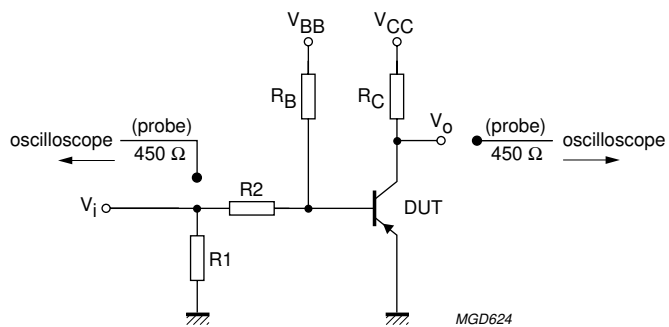 V_BB V_CC
R_B R_C
oscilloscope (probe) 450 Ω
V_o (probe) 450 Ω oscilloscope
V_i R2 DUT
R1
MGD624